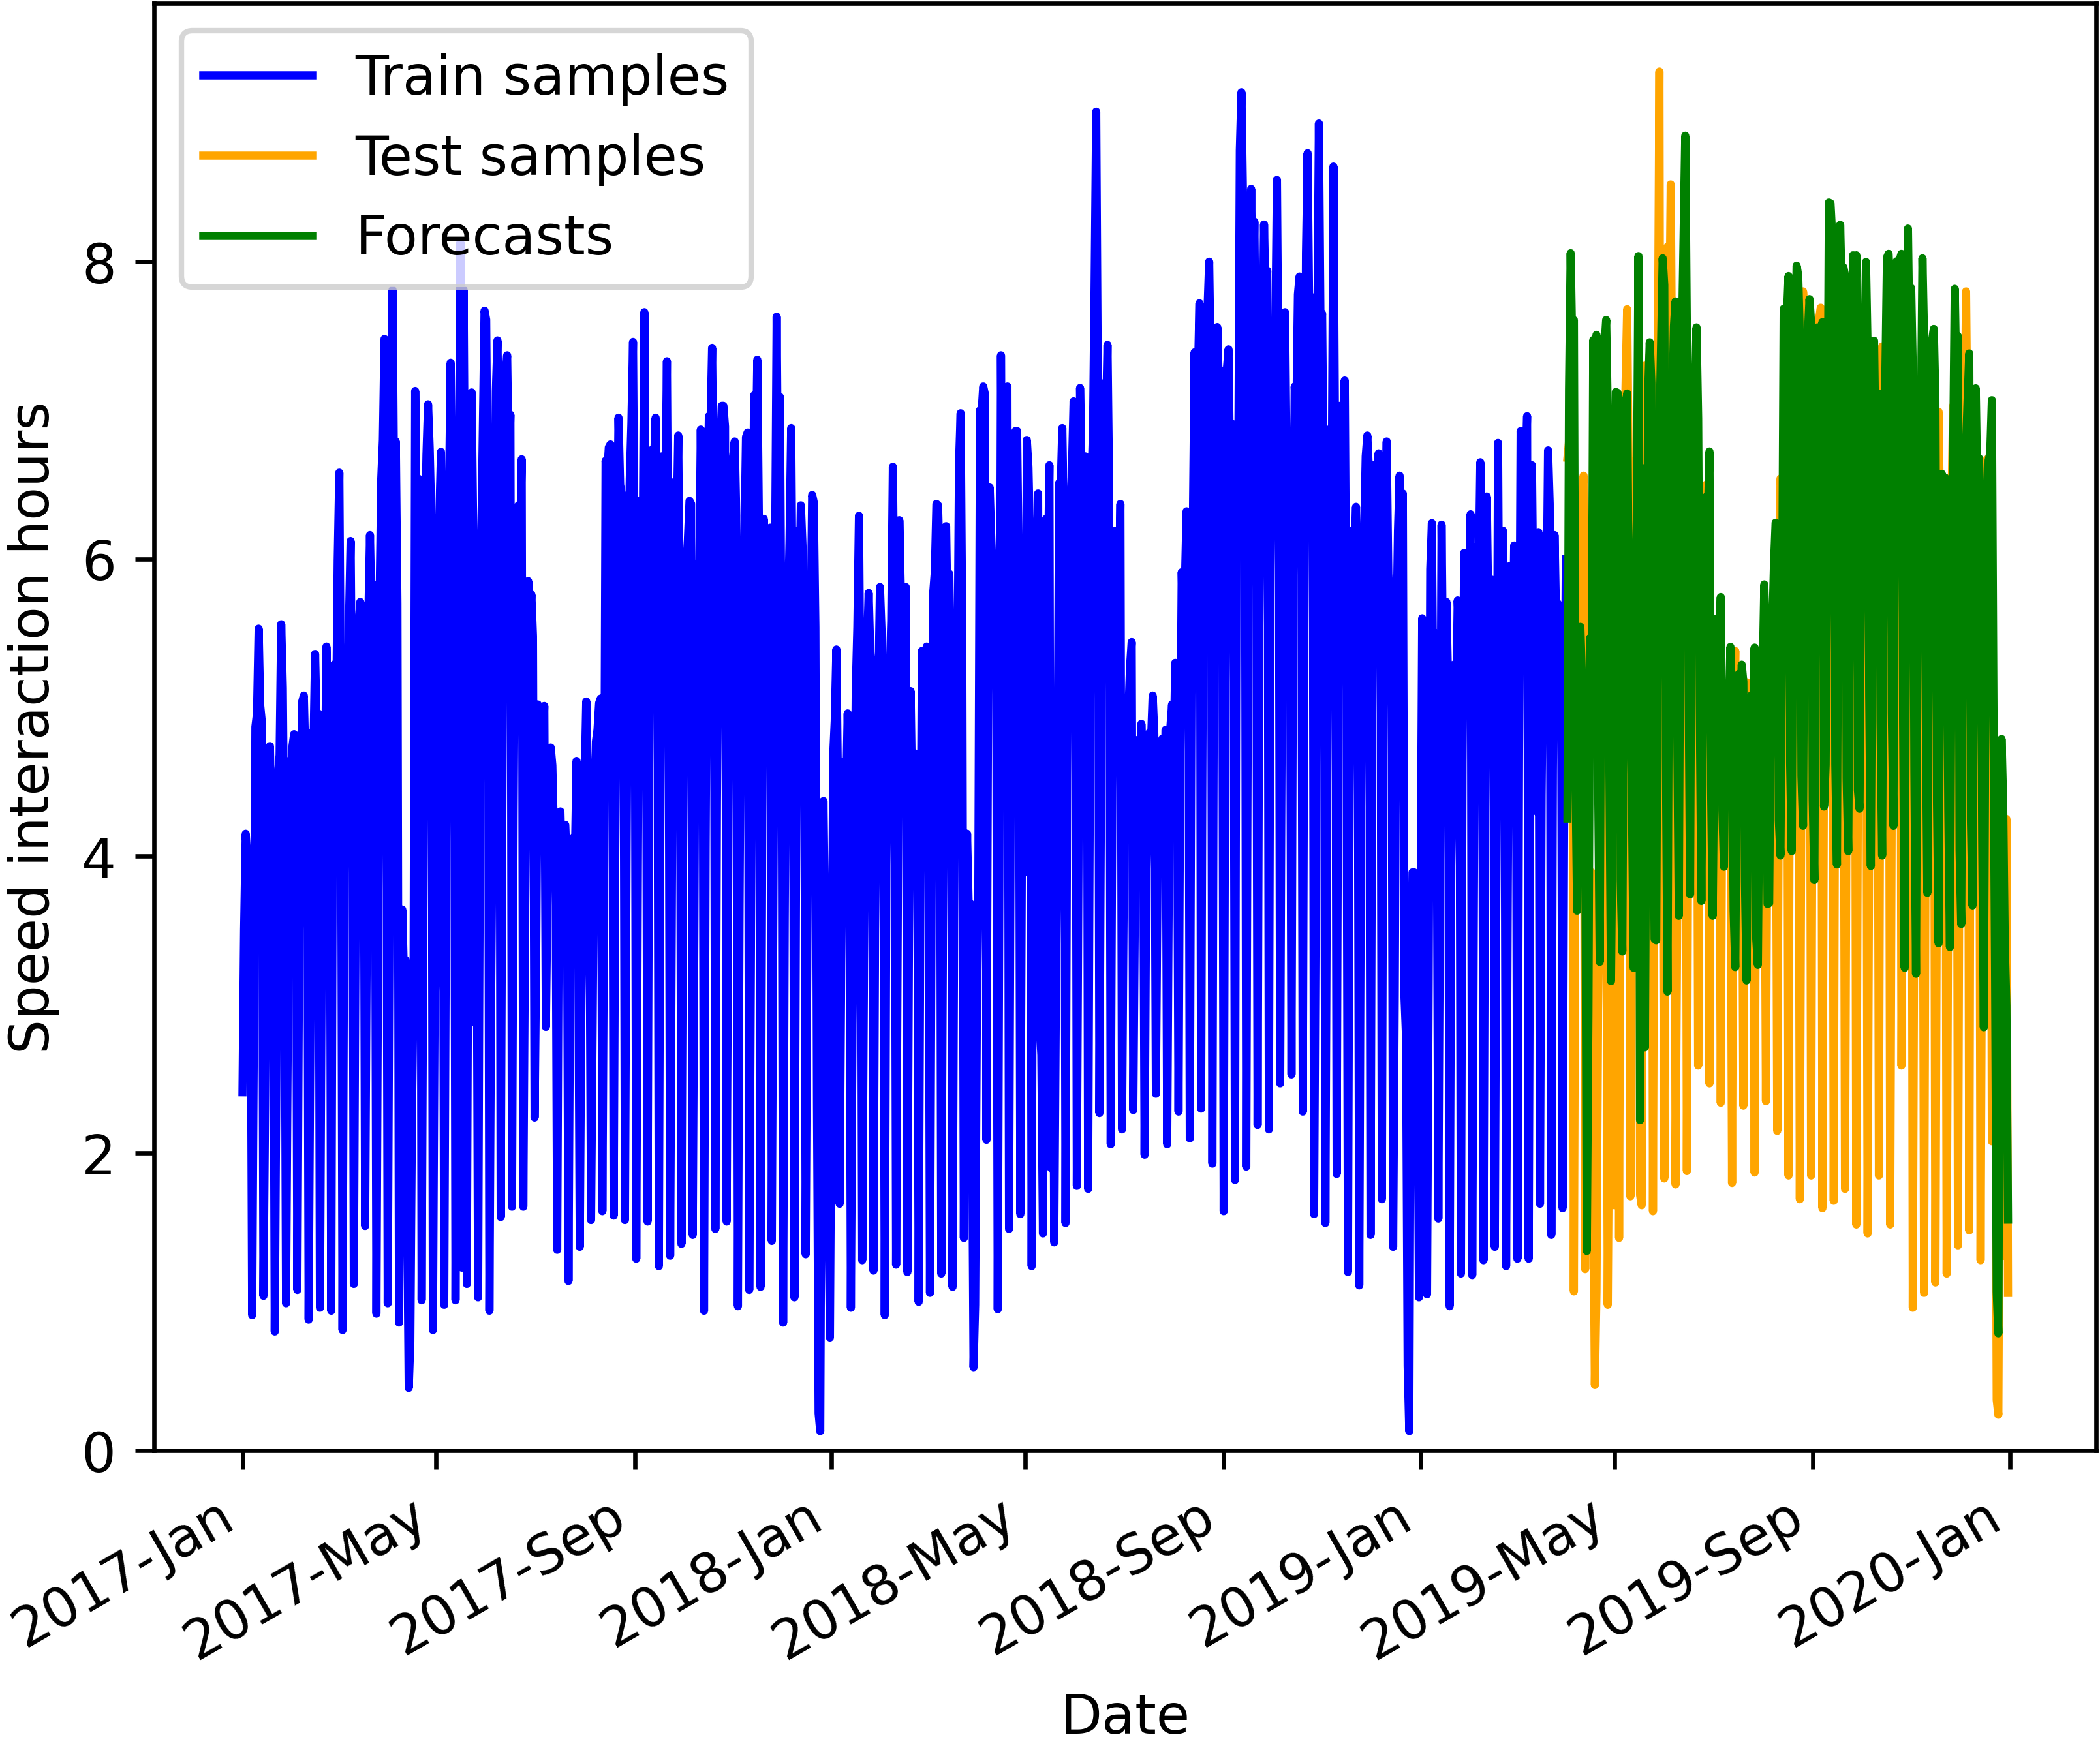 Train samples
Test samples
Forecasts
Speed interaction hours
8
6
4
2
0
2017-Jan
2017-May
2017-Sep
2018-Jan
2018-May
2018-Sep
2019-Jan
2019-May
2019-Sep
2020-Jan
Date